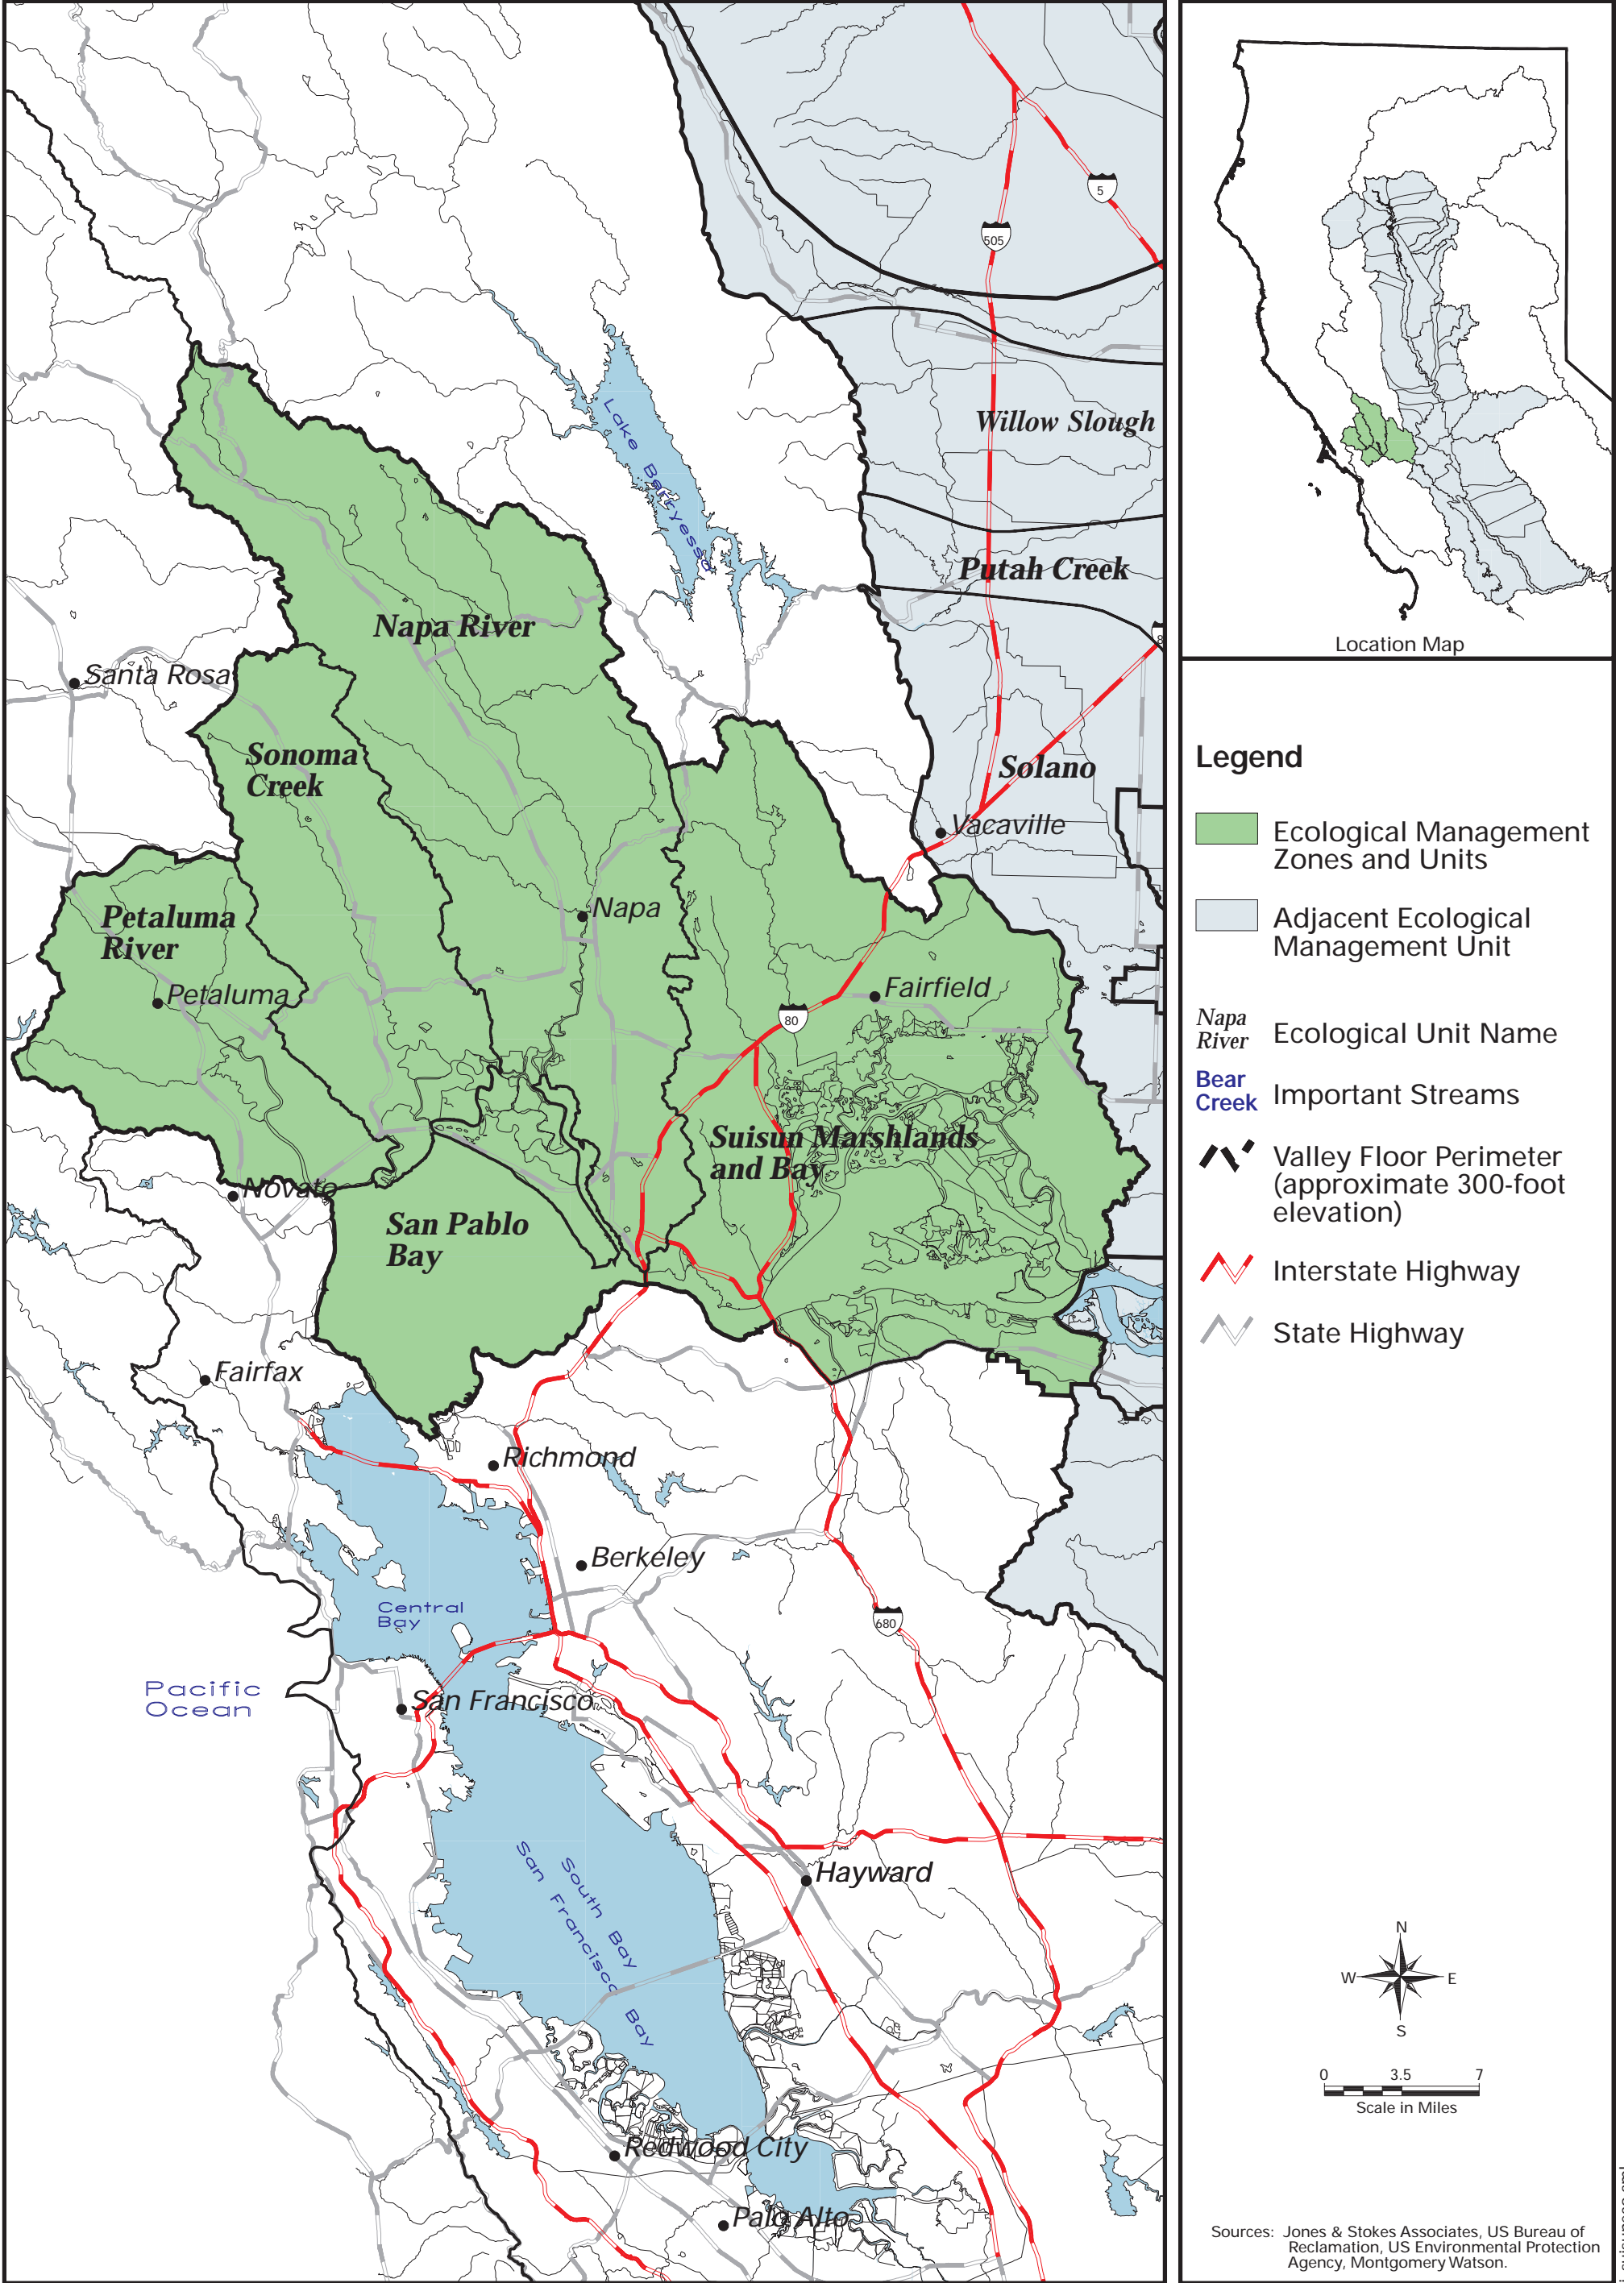 5
505
Lake Berryessa
Willow Slough
Putah Creek
Napa River
Santa Rosa
Sonoma
Creek
Solano
Vacaville
Petaluma
River
Napa
Petaluma
Fairfield
80
Suisun Marshlands
and Bay
Novato
San Pablo
Bay
Fairfax
Richmond
Berkeley
Central
Bay
680
Pacific
Ocean
San Francisco
Hayward
South Bay
San Francisco Bay
Redwood City
Palo Alto
Location Map
Legend
Ecological Management
Zones and Units
Adjacent Ecological
Management Unit
Napa
River
Ecological Unit Name
Bear
Creek
Important Streams
Valley Floor Perimeter
(approximate 300-foot
elevation)
Interstate Highway
State Highway
N
W E
S
0 3.5 7
Scale in Miles
Sources: Jones & Stokes Associates, US Bureau of
Reclamation, US Environmental Protection
Agency, Montgomery Watson.